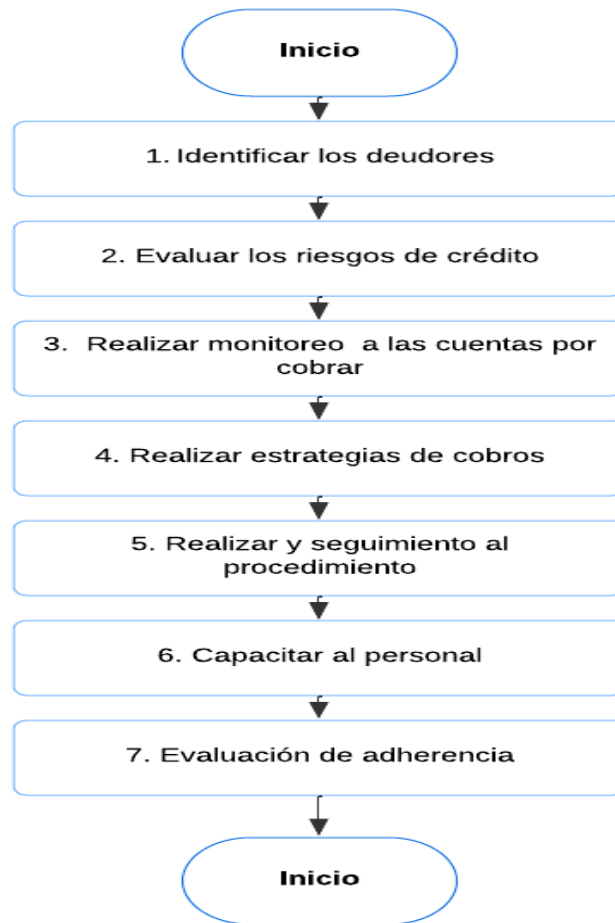 Inicio
1. Identificar los deudores
2. Evaluar los riesgos de crédito
3. Realizar monitoreo a las cuentas por
cobrar
4. Realizar estrategias de cobros
5. Realizar y seguimiento al
procedimiento
6. Capacitar al personal
7. Evaluación de adherencia
Inicio